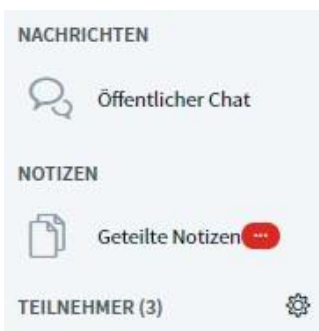 NACHRICHTEN
Öffentlicher Chat
NOTIZEN
Geteilte Notizen ···
TEILNEHMER (3)